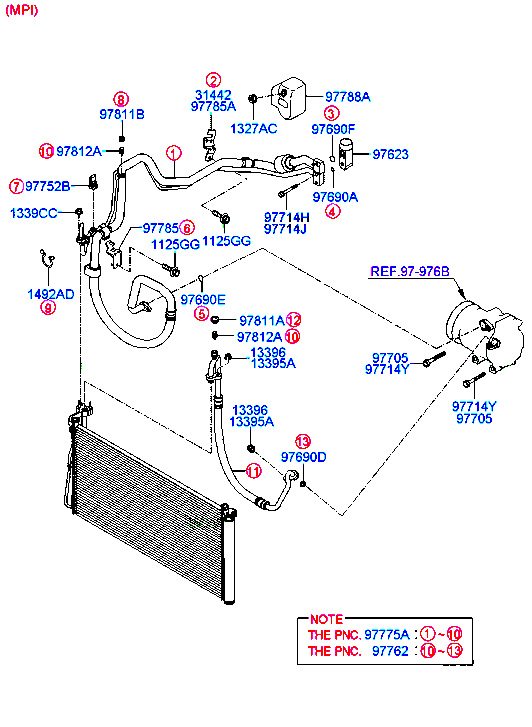 (MPI)
② 31442
97785A
97788A
⑧
97811B
1327AC
③
97690F
⑩ 97812A
①
97623
⑦ 97752B
97690A
④
1339CC
97714H
97714J
97785 ⑥
1125GG
1125GG
REF.97-976B
1492AD
⑨
97690E
⑤
97811A ⑫
97812A ⑩
13396
13395A
97705
97714Y
97714Y
97705
13396
13395A
⑬
97690D
⑪
NOTE
THE PNC. 97775A : ① ~ ⑩
THE PNC. 97762 : ⑩ ~ ⑬